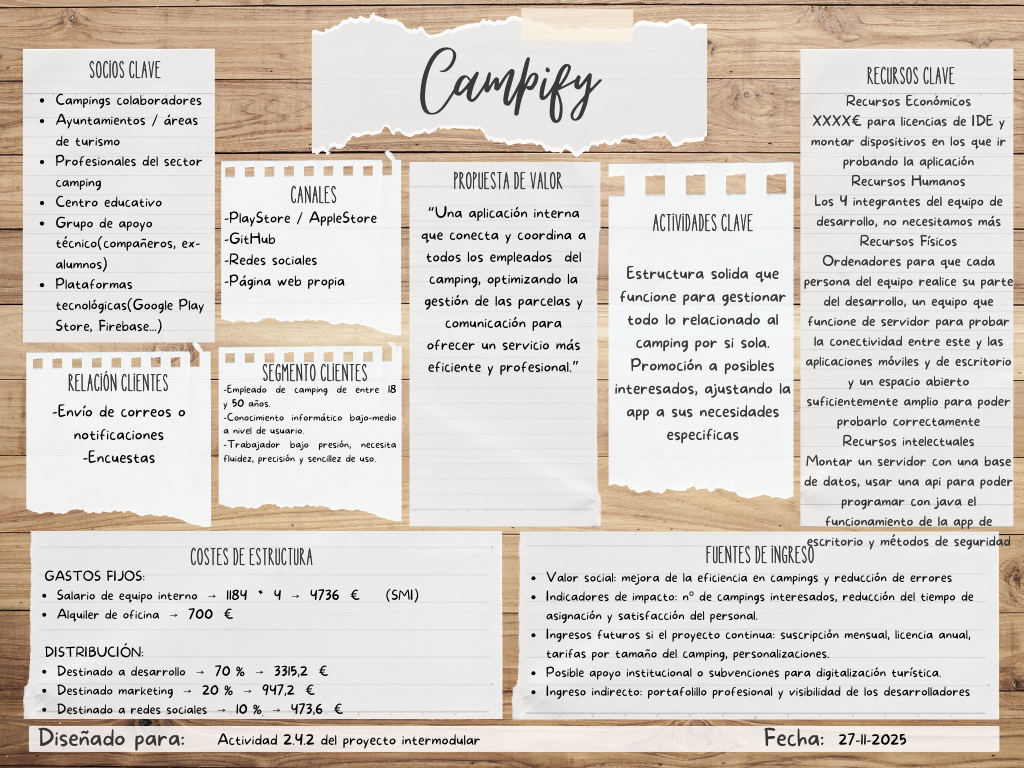 Campify
SOCIOS CLAVE
• Campings colaboradores
• Ayuntamientos / áreas
de turismo
• Profesionales del sector
camping
• Centro educativo
• Grupo de apoyo
técnico(compañeros, ex-
alumnos)
• Plataformas
tecnológicas(Google Play
Store, Firebase...)
CANALES
-PlayStore / AppleStore
-GitHub
-Redes sociales
-Página web propia
RELACIÓN CLIENTES
-Envío de correos o
notificaciones
-Encuestas
SEGMENTO CLIENTES
-Empleado de camping de entre 18
y 50 años.
-Conocimiento informático bajo-medio
a nivel de usuario.
-Trabajador bajo presión, necesita
fluidez, precisión y sencillez de uso.
PROPUESTA DE VALOR
"Una aplicación interna
que conecta y coordina a
todos los empleados del
camping, optimizando la
gestión de las parcelas y
comunicación para
ofrecer un servicio más
eficiente y profesional."
ACTIVIDADES CLAVE
Estructura solida que
funcione para gestionar
todo lo relacionado al
camping por si sola.
Promoción a posibles
interesados, ajustando la
app a sus necesidades
especificas
RECURSOS CLAVE
Recursos Económicos
XXXX€ para licencias de IDE y
montar dispositivos en los que ir
probando la aplicación
Recursos Humanos
Los 4 integrantes del equipo de
desarrollo, no necesitamos más
Recursos Físicos
Ordenadores para que cada
persona del equipo realice su parte
del desarrollo, un equipo que
funcione de servidor para probar
la conectividad entre este y las
aplicaciones móviles y de escritorio
y un espacio abierto
suficientemente amplio para poder
probarlo correctamente
Recursos intelectuales
Montar un servidor con una base
de datos, usar una api para poder
programar con java el
funcionamiento de la app de
escritorio y métodos de seguridad
COSTES DE ESTRUCTURA
GASTOS FIJOS:
• Salario de equipo interno → 1184 * 4 → 4736 € (SMI)
• Alquiler de oficina → 700 €
DISTRIBUCIÓN:
• Destinado a desarrollo → 70 % → 3315,2 €
• Destinado marketing → 20 % → 947,2 €
• Destinado a redes sociales → 10 % → 473,6 €
FUENTES DE INGRESO
• Valor social: mejora de la eficiencia en campings y reducción de errores
• Indicadores de impacto: nº de campings interesados, reducción del tiempo de
asignación y satisfacción del personal.
• Ingresos futuros si el proyecto continua: suscripción mensual, licencia anual,
tarifas por tamaño del camping, personalizaciones.
• Posible apoyo institucional o subvenciones para digitalización turística.
• Ingreso indirecto: portafolillo profesional y visibilidad de los desarrolladores
Diseñado para: Actividad 2.4.2 del proyecto intermodular
Fecha: 27-11-2025